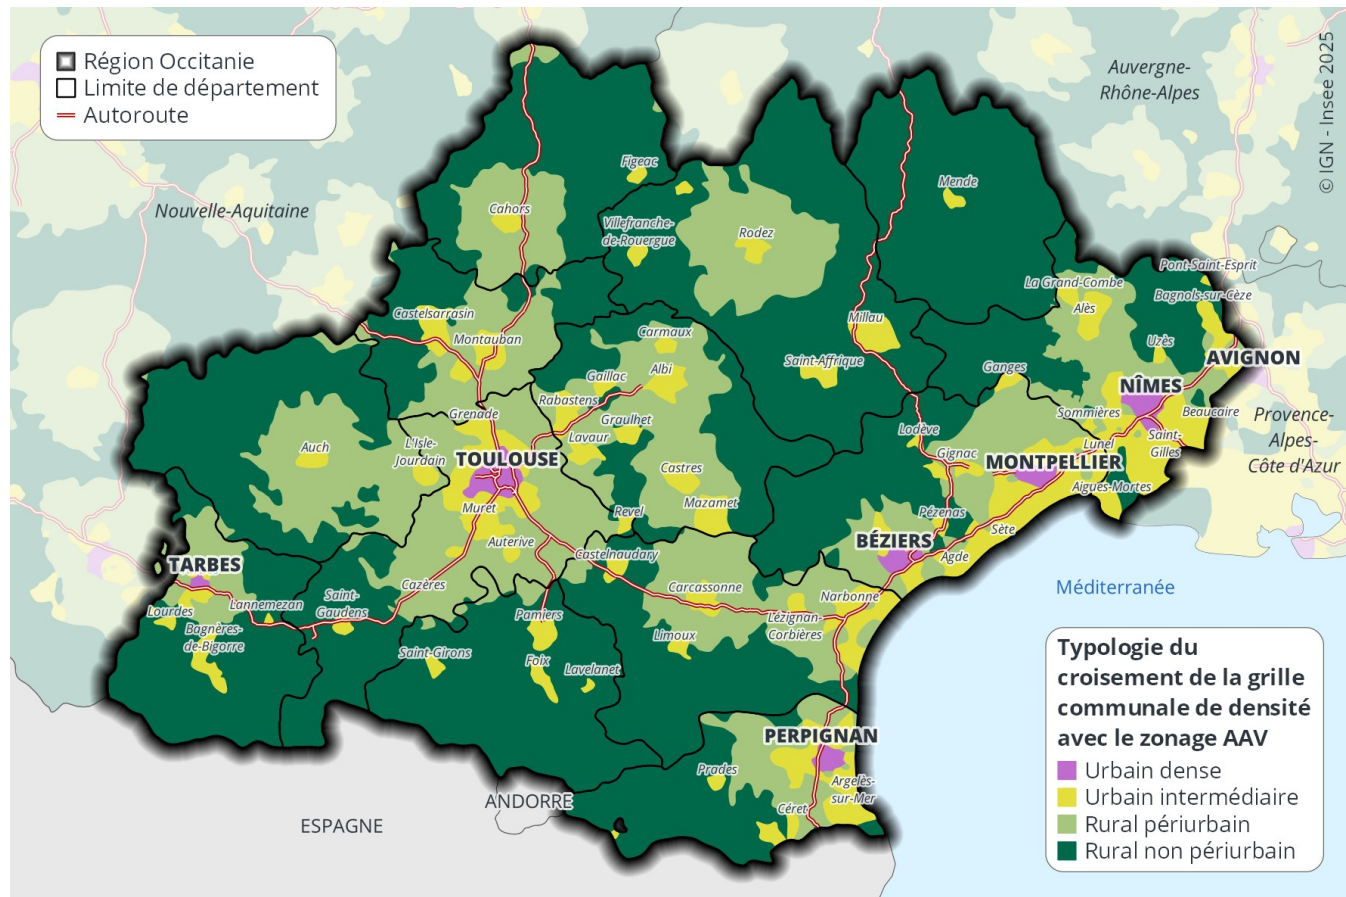 Région Occitanie
Limite de département
Autoroute
Auvergne-
Rhône-Alpes
© IGN - Insee 2025
Nouvelle-Aquitaine
Figeac
Mende
Cahors
Villefranche-
de-Rouergue
Rodez
Pont-Saint-Esprit
La Grand-Combe
Bagnols-sur-Cèze
Alès
Castelsarrasin
Millau
Montauban
Carmaux
Uzès
Saint-Affrique
AVIGNON
Ganges
Albi
Gaillac
NÎMES
Rabastens
Grenade
Sommières
Beaucaire
Provence-
Alpes-
Côte d'Azur
Graulhet
Lodève
Lavaur
Saint-
Gilles
Lunel
Auch
L'Isle-
Jourdain
Gignac
TOULOUSE
MONTPELLIER
Castres
Aigues-Mortes
Mazamet
Muret
Revel
Pézenas
Sète
Auterive
BÉZIERS
Castelnaudary
Agde
TARBES
Cazères
Carcassonne
Méditerranée
Saint-
Gaudens
Narbonne
Lannemezan
Lourdes
Pamiers
Lézignan-
Corbières
Bagnères-
de-Bigorre
Limoux
Saint-Girons
Foix
Lavelanet
PERPIGNAN
Prades
Argelès-
sur-Mer
Céret
ANDORRE
ESPAGNE
Typologie du
croisement de la grille
communale de densité
avec le zonage AAV
Urbain dense
Urbain intermédiaire
Rural périurbain
Rural non périurbain